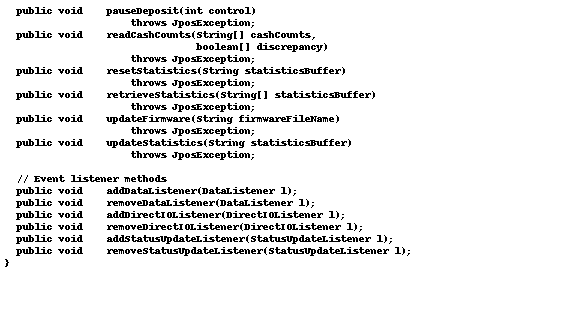 public void    pauseDeposit(int control)
throws JposException;
public void    readCashCounts(String[] cashCounts,
boolean[] discrepancy)
throws JposException;
public void    resetStatistics(String statisticsBuffer)
throws JposException;
public void    retrieveStatistics(String[] statisticsBuffer)
throws JposException;
public void    updateFirmware(String firmwareFileName)
throws JposException;
public void    updateStatistics(String statisticsBuffer)
throws JposException;
// Event listener methods
public void    addDataListener(DataListener l);
public void    removeDataListener(DataListener l);
public void    addDirectIOListener(DirectIOListener l);
public void    removeDirectIOListener(DirectIOListener l);
public void    addStatusUpdateListener(StatusUpdateListener l);
public void    removeStatusUpdateListener(StatusUpdateListener l);
}